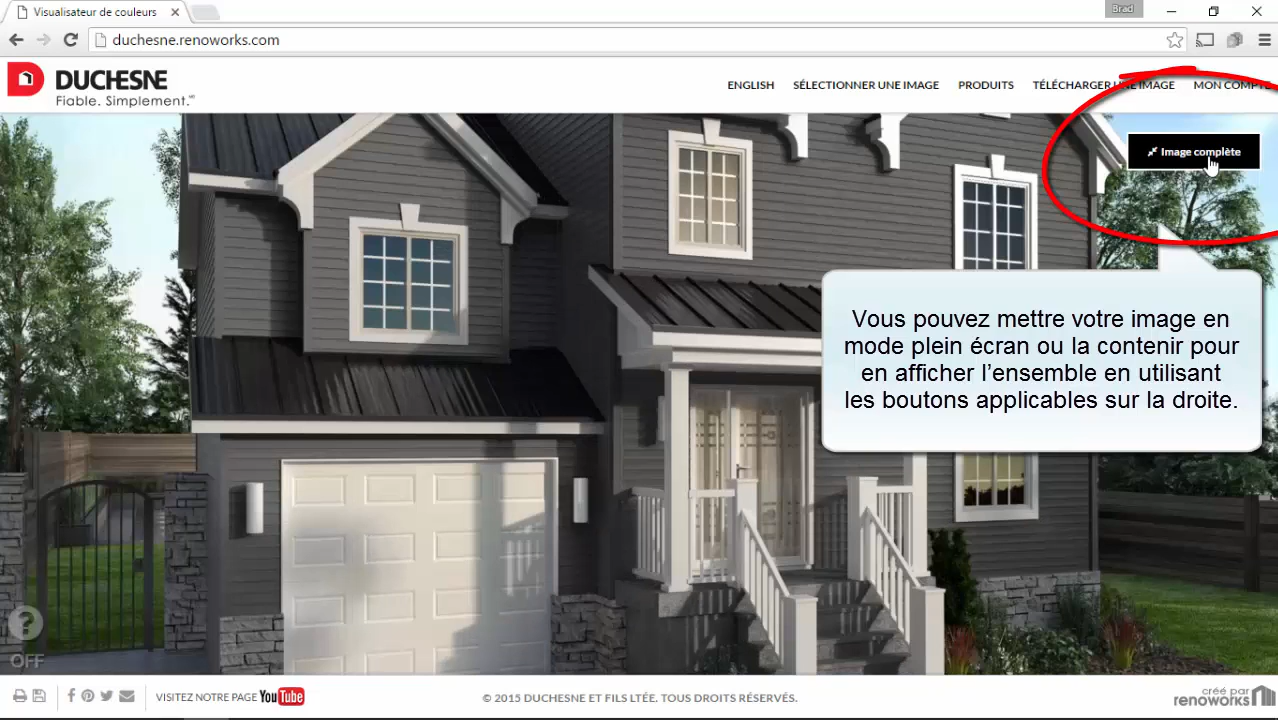 Visualisateur de couleurs
Brad
duchesne.renoworks.com
DUCHESNE
Fiable. Simplement.
ENGLISH SÉLECTIONNER UNE IMAGE PRODUITS TÉLÉCHARGER UNE IMAGE MON COMPTE
Image complète
Vous pouvez mettre votre image en
mode plein écran ou la contenir pour
en afficher l’ensemble en utilisant
les boutons applicables sur la droite.
?
OFF
VISITEZ NOTRE PAGE YouTube
© 2015 DUCHESNE ET FILS LTÉE. TOUS DROITS RÉSERVÉS.
créé par
renoworks